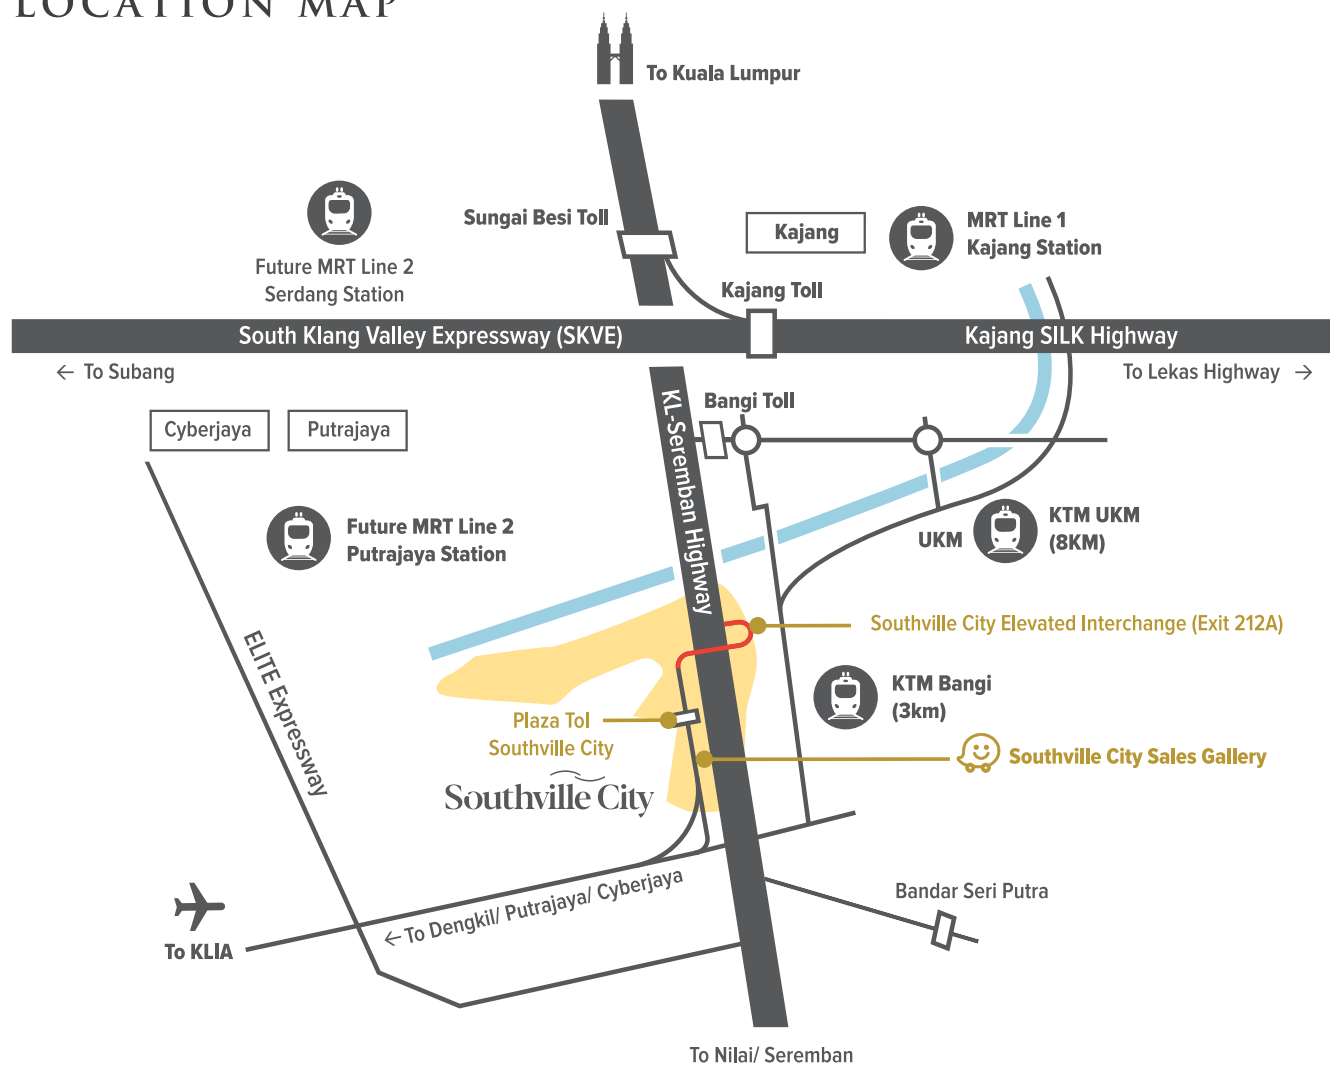 LOCATION MAP
To Kuala Lumpur
Sungai Besi Toll
Kajang
MRT Line 1
Kajang Station
Future MRT Line 2
Serdang Station
Kajang Toll
South Klang Valley Expressway (SKVE)
Kajang SILK Highway
← To Subang
To Lekas Highway →
KL-Seremban Highway
Bangi Toll
Cyberjaya
Putrajaya
Future MRT Line 2
Putrajaya Station
UKM
KTM UKM
(8KM)
Southville City Elevated Interchange (Exit 212A)
ELITE Expressway
KTM Bangi
(3km)
Plaza Tol
Southville City
Southville City Sales Gallery
Southville City
To KLIA
← To Dengkil/ Putrajaya/ Cyberjaya
Bandar Seri Putra
To Nilai/ Seremban